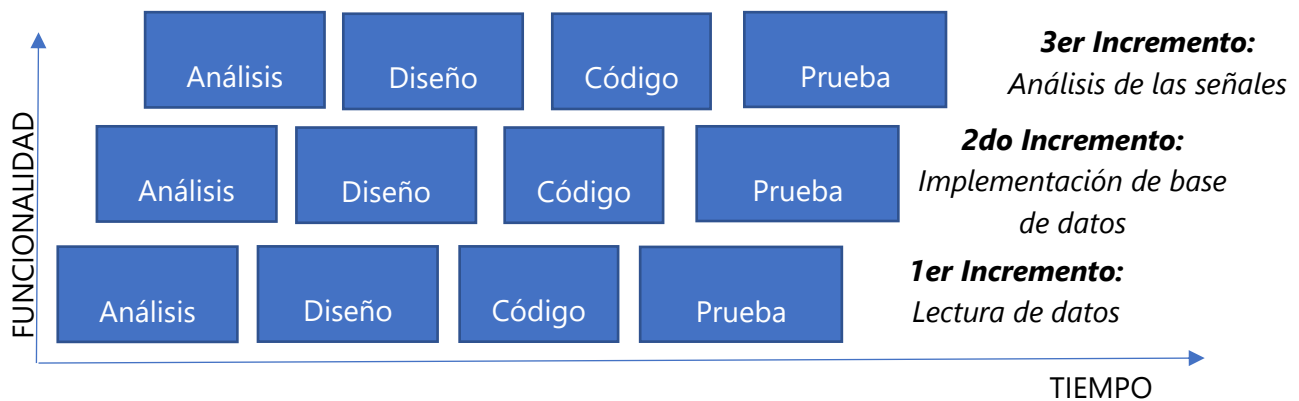 FUNCIONALIDAD
Análisis Diseño Código Prueba
3er Incremento:
Análisis de las señales
Análisis Diseño Código Prueba
2do Incremento:
Implementación de base
de datos
Análisis Diseño Código Prueba
1er Incremento:
Lectura de datos
TIEMPO